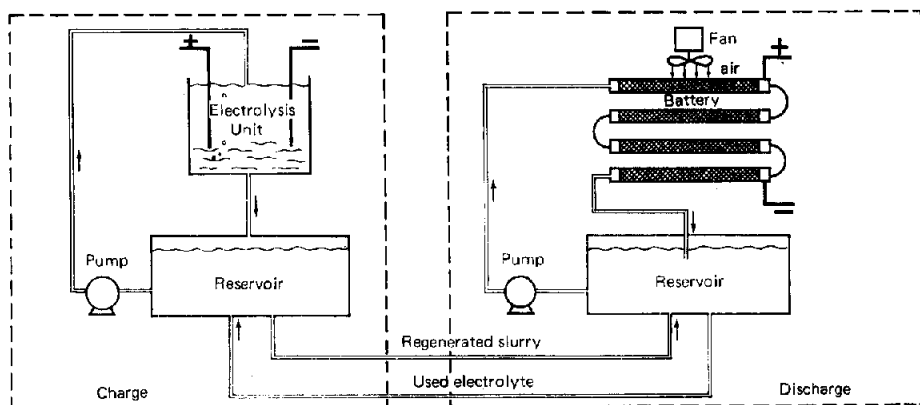 +
−
Electrolysis
Unit
Pump
Reservoir
Charge
Fan
air
+
Battery
−
Pump
Reservoir
Discharge
Regenerated slurry
Used electrolyte